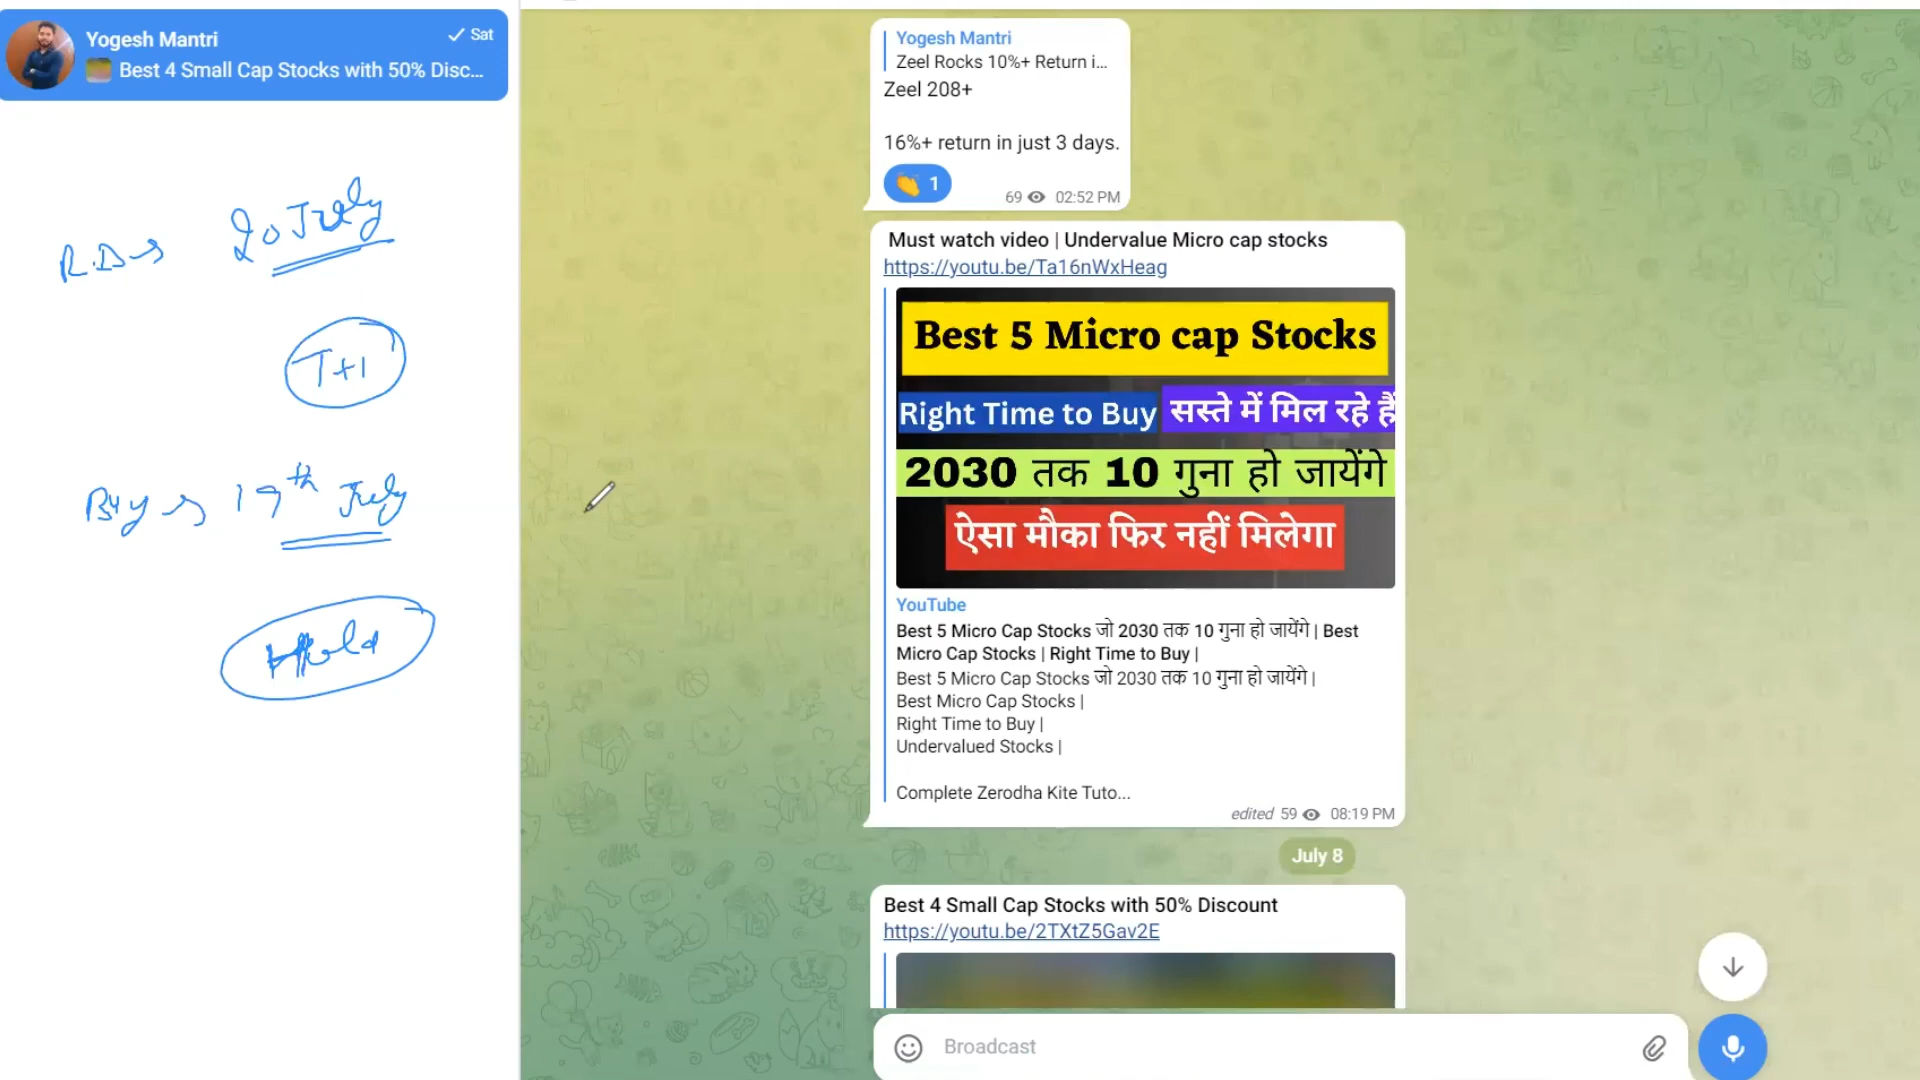 Yogesh Mantri
Sat
Best 4 Small Cap Stocks with 50% Disc...
R.D → 20 July
T+1
Buy → 19th July
Hold
Yogesh Mantri
Zeel Rocks 10%+ Return i...
Zeel 208+
16%+ return in just 3 days.
1
69 02:52 PM
Must watch video | Undervalue Micro cap stocks
https://youtu.be/Ta16nWxHeag
Best 5 Micro cap Stocks
Right Time to Buy सस्ते में मिल रहे हैं
2030 तक 10 गुना हो जायेंगे
ऐसा मौका फिर नहीं मिलेगा
YouTube
Best 5 Micro Cap Stocks जो 2030 तक 10 गुना हो जायेंगे | Best
Micro Cap Stocks | Right Time to Buy |
Best 5 Micro Cap Stocks जो 2030 तक 10 गुना हो जायेंगे |
Best Micro Cap Stocks |
Right Time to Buy |
Undervalued Stocks |
Complete Zerodha Kite Tuto...
edited 59 08:19 PM
July 8
Best 4 Small Cap Stocks with 50% Discount
https://youtu.be/2TXtZ5Gav2E
Broadcast